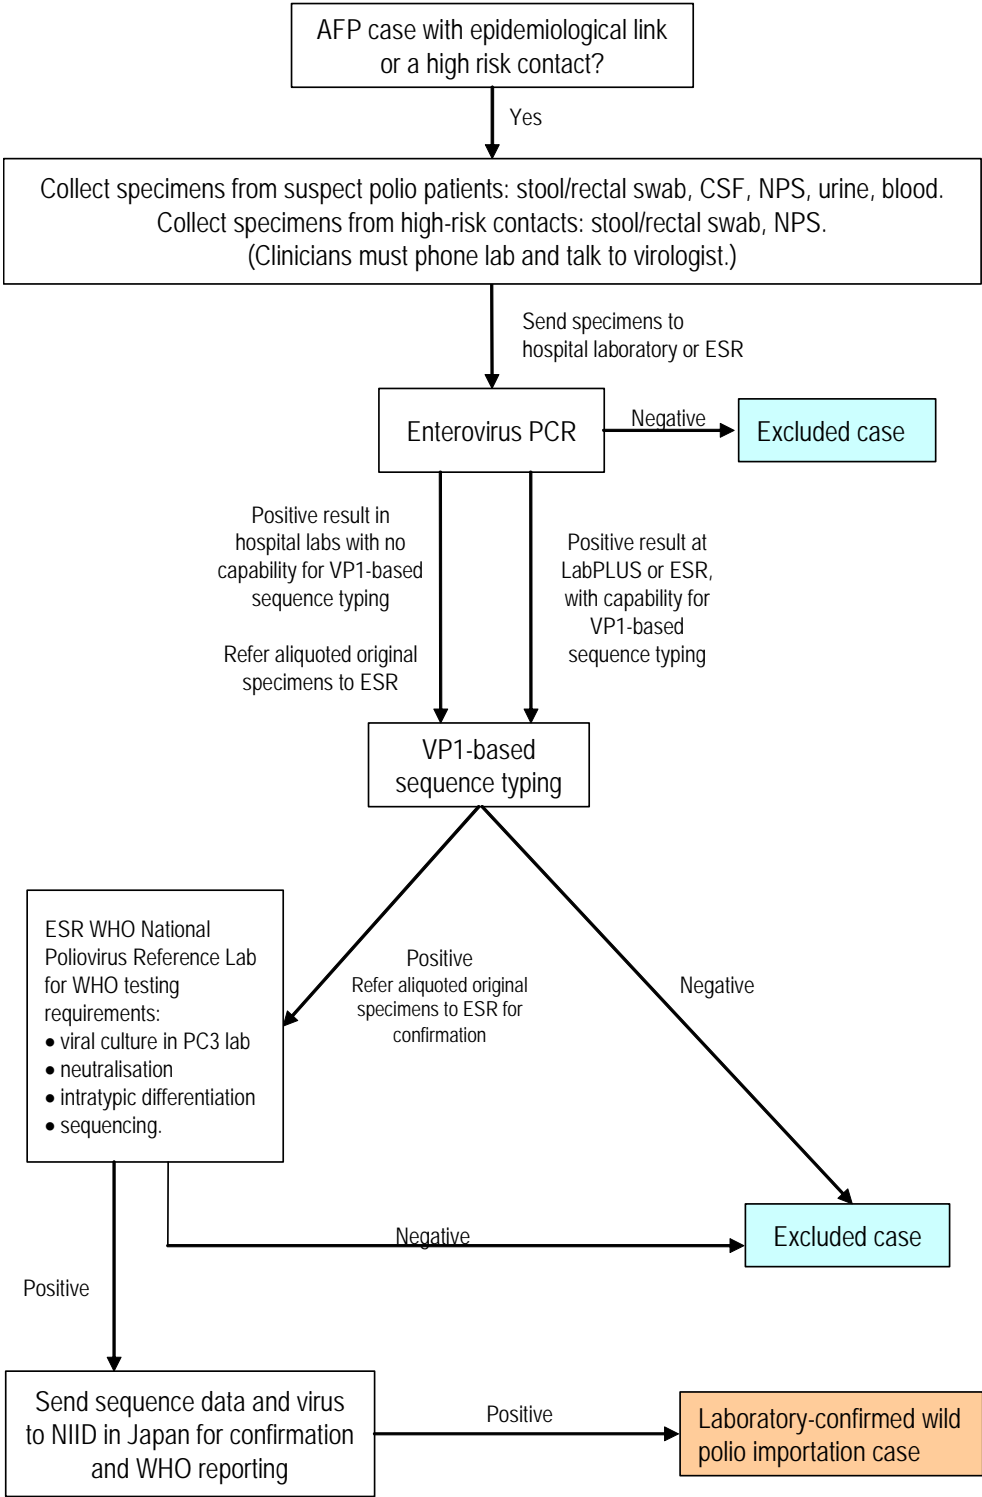 AFP case with epidemiological link
or a high risk contact?
Yes
Collect specimens from suspect polio patients: stool/rectal swab, CSF, NPS, urine, blood.
Collect specimens from high-risk contacts: stool/rectal swab, NPS.
(Clinicians must phone lab and talk to virologist.)
Send specimens to
hospital laboratory or ESR
Enterovirus PCR
Negative
Excluded case
Positive result in
hospital labs with no
capability for VP1-based
sequence typing
Refer aliquoted original
specimens to ESR
Positive result at
LabPLUS or ESR,
with capability for
VP1-based
sequence typing
VP1-based
sequence typing
ESR WHO National
Poliovirus Reference Lab
for WHO testing
requirements:
• viral culture in PC3 lab
• neutralisation
• intratypic differentiation
• sequencing.
Positive
Refer aliquoted original
specimens to ESR for
confirmation
Negative
Negative
Excluded case
Positive
Send sequence data and virus
to NIID in Japan for confirmation
and WHO reporting
Positive
Laboratory-confirmed wild
polio importation case